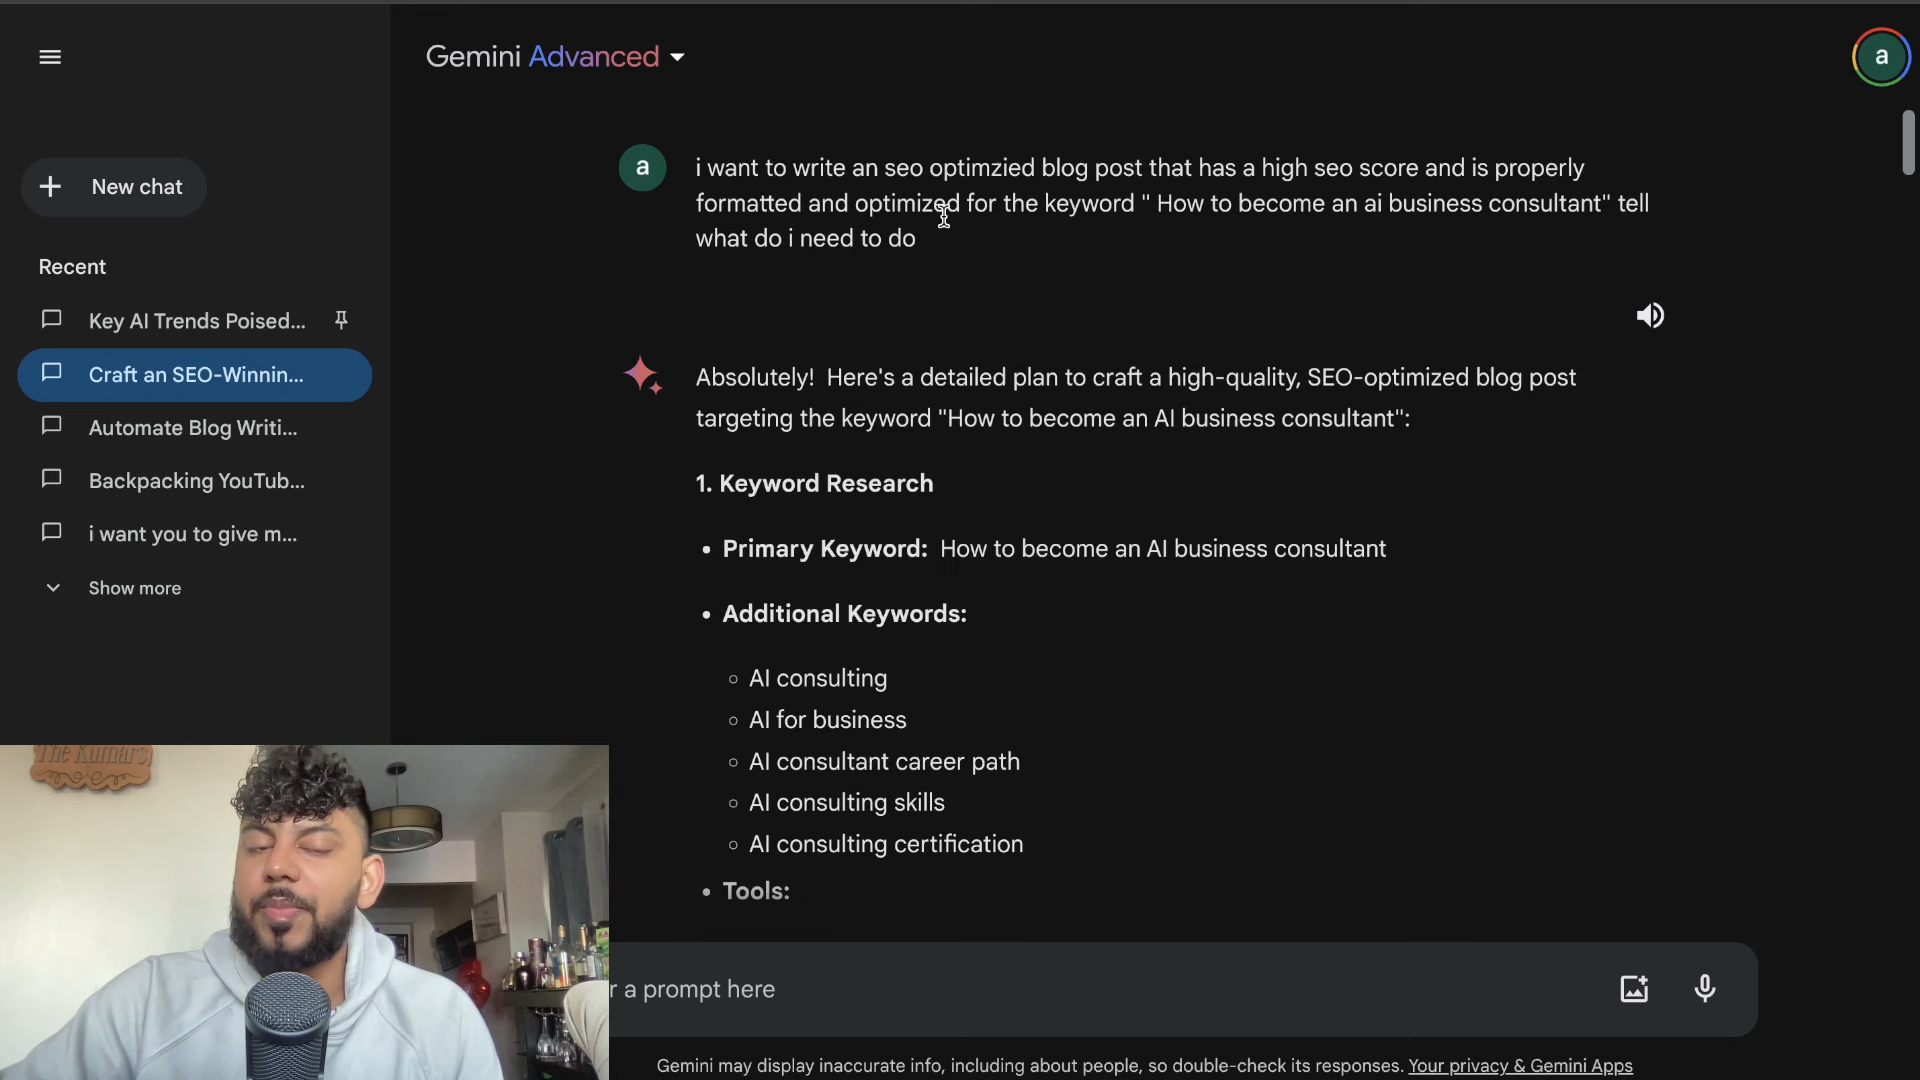 Gemini Advanced
a
New chat
Recent
Key AI Trends Poised...
Craft an SEO-Winnin...
Automate Blog Writi...
Backpacking YouTub...
i want you to give m...
Show more
a
i want to write an seo optimzied blog post that has a high seo score and is properly
formatted and optimized for the keyword " How to become an ai business consultant" tell
what do i need to do
Absolutely! Here's a detailed plan to craft a high-quality, SEO-optimized blog post
targeting the keyword "How to become an AI business consultant":
1. Keyword Research
• Primary Keyword: How to become an AI business consultant
• Additional Keywords:
○ AI consulting
○ AI for business
○ AI consultant career path
○ AI consulting skills
○ AI consulting certification
• Tools:
The Kumar's
r a prompt here
Gemini may display inaccurate info, including about people, so double-check its responses. Your privacy & Gemini Apps